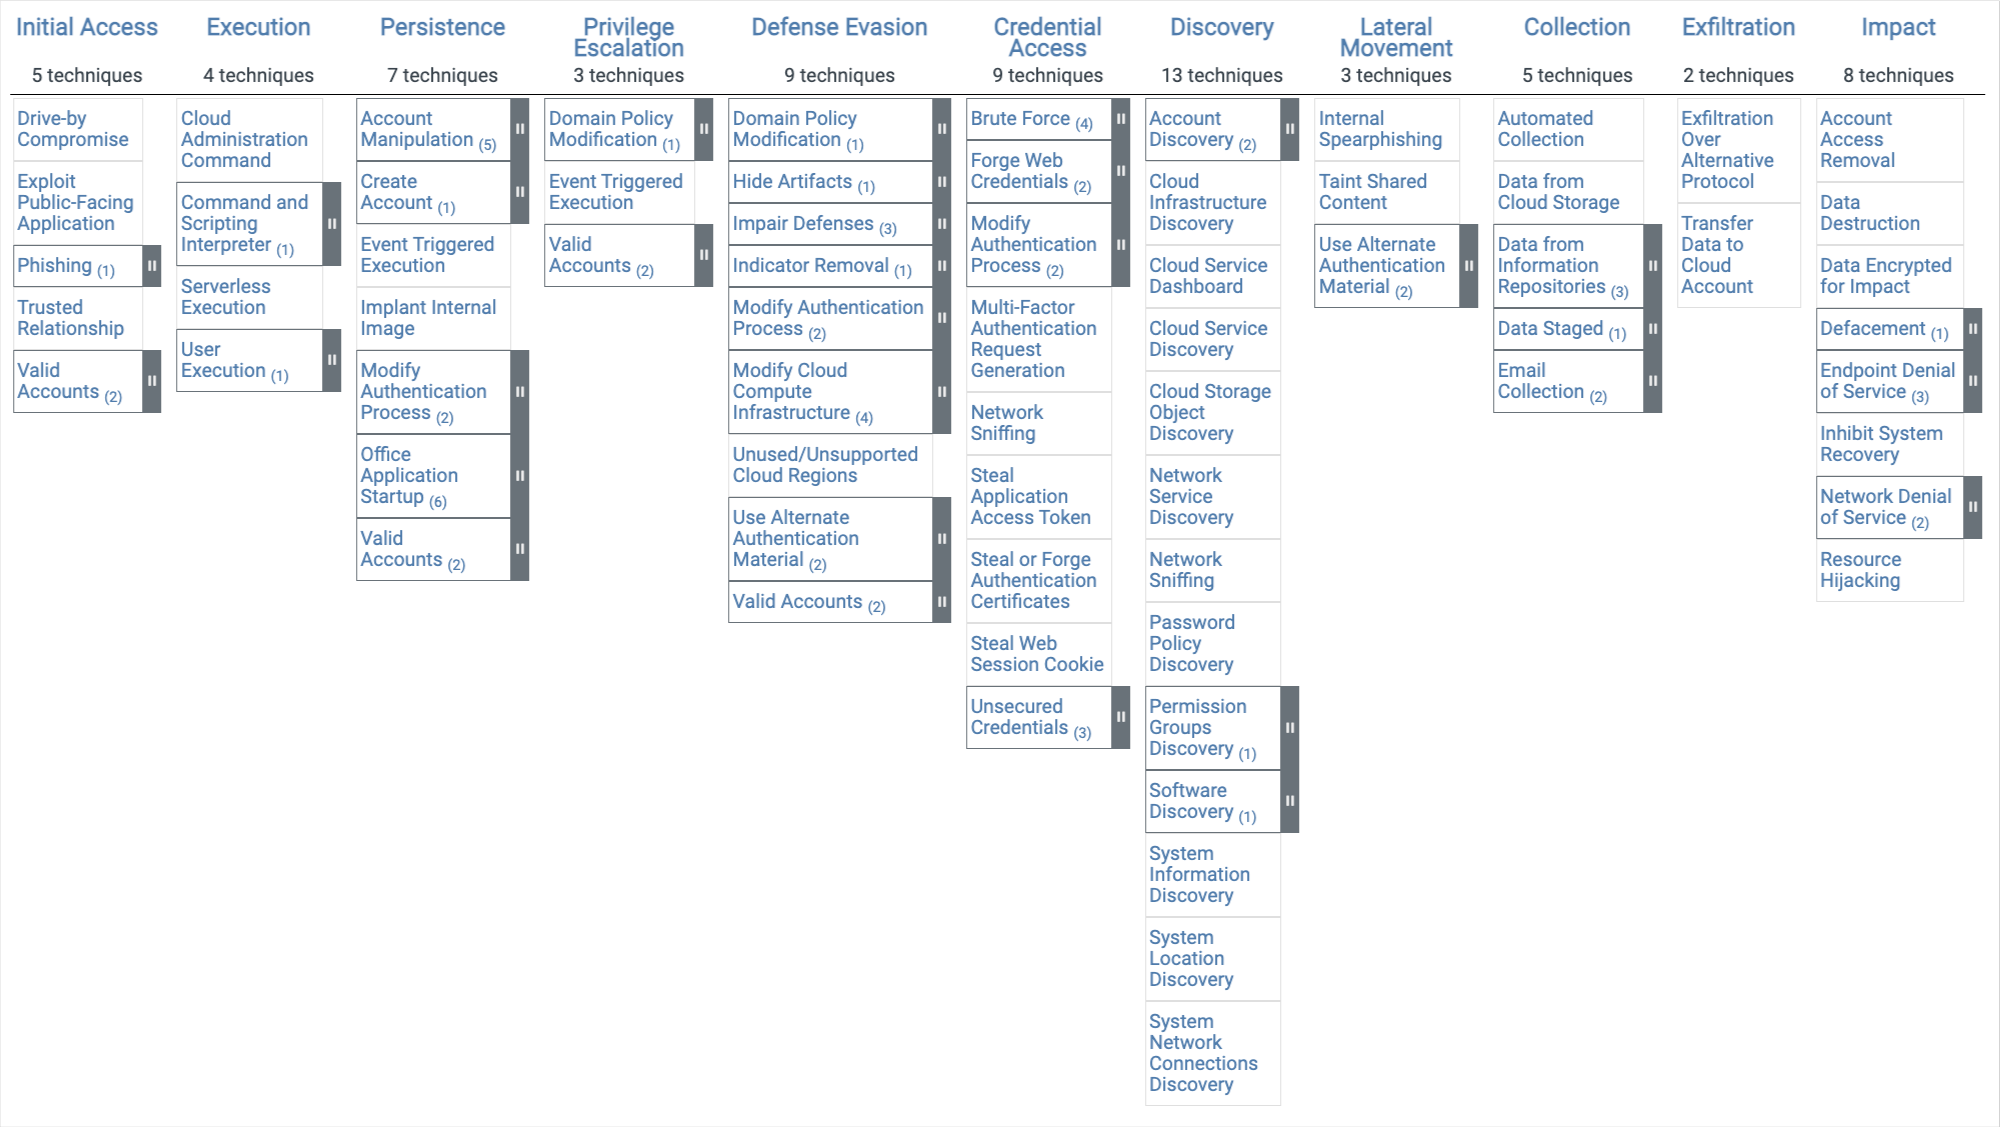 Initial Access
5 techniques
Drive-by
Compromise
Exploit
Public-Facing
Application
Phishing (1)
Trusted
Relationship
Valid
Accounts (2)
Execution
4 techniques
Cloud
Administration
Command
Command and
Scripting
Interpreter (1)
Serverless
Execution
User
Execution (1)
Persistence
7 techniques
Account
Manipulation (5)
Create
Account (1)
Event Triggered
Execution
Implant Internal
Image
Modify
Authentication
Process (2)
Office
Application
Startup (6)
Valid
Accounts (2)
Privilege
Escalation
3 techniques
Domain Policy
Modification (1)
Event Triggered
Execution
Valid
Accounts (2)
Defense Evasion
9 techniques
Domain Policy
Modification (1)
Hide Artifacts (1)
Impair Defenses (3)
Indicator Removal (1)
Modify Authentication
Process (2)
Modify Cloud
Compute
Infrastructure (4)
Unused/Unsupported
Cloud Regions
Use Alternate
Authentication
Material (2)
Valid Accounts (2)
Credential
Access
9 techniques
Brute Force (4)
Forge Web
Credentials (2)
Modify
Authentication
Process (2)
Multi-Factor
Authentication
Request
Generation
Network
Sniffing
Steal
Application
Access Token
Steal or Forge
Authentication
Certificates
Steal Web
Session Cookie
Unsecured
Credentials (3)
Discovery
13 techniques
Account
Discovery (2)
Cloud
Infrastructure
Discovery
Cloud Service
Dashboard
Cloud Service
Discovery
Cloud Storage
Object
Discovery
Network
Service
Discovery
Network
Sniffing
Password
Policy
Discovery
Permission
Groups
Discovery (1)
Software
Discovery (1)
System
Information
Discovery
System
Location
Discovery
System
Network
Connections
Discovery
Lateral
Movement
3 techniques
Internal
Spearphishing
Taint Shared
Content
Use Alternate
Authentication
Material (2)
Collection
5 techniques
Automated
Collection
Data from
Cloud Storage
Data from
Information
Repositories (3)
Data Staged (1)
Email
Collection (2)
Exfiltration
2 techniques
Exfiltration
Over
Alternative
Protocol
Transfer
Data to
Cloud
Account
Impact
8 techniques
Account
Access
Removal
Data
Destruction
Data Encrypted
for Impact
Defacement (1)
Endpoint Denial
of Service (3)
Inhibit System
Recovery
Network Denial
of Service (2)
Resource
Hijacking